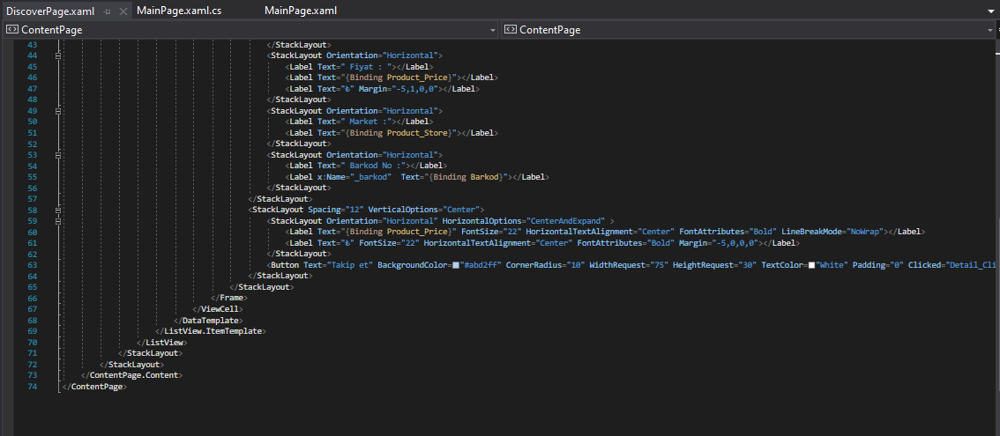 DiscoverPage.xaml MainPage.xaml.cs MainPage.xaml
ContentPage ContentPage
43 </StackLayout>
44 <StackLayout Orientation="Horizontal">
45 <Label Text=" Fiyat : "></Label>
46 <Label Text="{Binding Product_Price}"></Label>
47 <Label Text="₺" Margin="-5,1,0,0"></Label>
48 </StackLayout>
49 <StackLayout Orientation="Horizontal">
50 <Label Text=" Market :"></Label>
51 <Label Text="{Binding Product_Store}"></Label>
52 </StackLayout>
53 <StackLayout Orientation="Horizontal">
54 <Label Text=" Barkod No :"></Label>
55 <Label x:Name="_barkod"  Text="{Binding Barkod}"></Label>
56 </StackLayout>
57 </StackLayout>
58 <StackLayout Spacing="12" VerticalOptions="Center">
59 <StackLayout Orientation="Horizontal" HorizontalOptions="CenterAndExpand" >
60 <Label Text="{Binding Product_Price}" FontSize="22" HorizontalTextAlignment="Center" FontAttributes="Bold" LineBreakMode="NoWrap"></Label>
61 <Label Text="₺" FontSize="22" HorizontalTextAlignment="Center" FontAttributes="Bold" Margin="-5,0,0,0"></Label>
62 </StackLayout>
63 <Button Text="Takip et" BackgroundColor="#abd2ff" CornerRadius="10" WidthRequest="75" HeightRequest="30" TextColor="White" Padding="0" Clicked="Detail_Cli
64 </StackLayout>
65 </StackLayout>
66 </Frame>
67 </ViewCell>
68 </DataTemplate>
69 </ListView.ItemTemplate>
70 </ListView>
71 </StackLayout>
72 </StackLayout>
73 </ContentPage.Content>
74 </ContentPage>